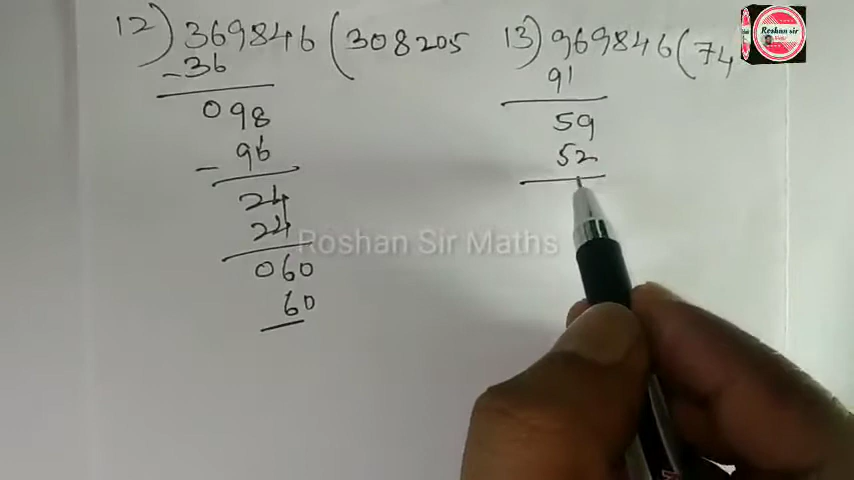 12) 369846 (308205
-36
098
- 96
24
24
060
60
13) 969846 (74
91
59
52
Roshan sir
Roshan Sir Maths